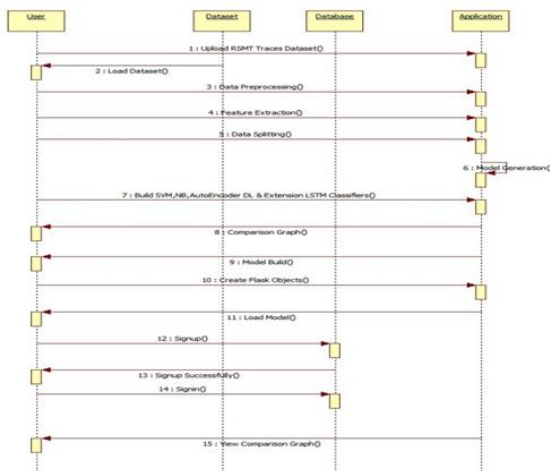 User
Dataset
Database
Application
1 : Upload RSMT Traces Dataset()
2 : Load Dataset()
3 : Data Preprocessing()
4 : Feature Extraction()
5 : Data Splitting()
6 : Model Generation()
7 : Build SVM,NB,AutoEncoder DL & Extension LSTM Classifiers()
8 : Comparison Graph()
9 : Model Build()
10 : Create Flask Objects()
11 : Load Model()
12 : Signup()
13 : Signup Successfully()
14 : Signin()
15 : View Comparison Graph()